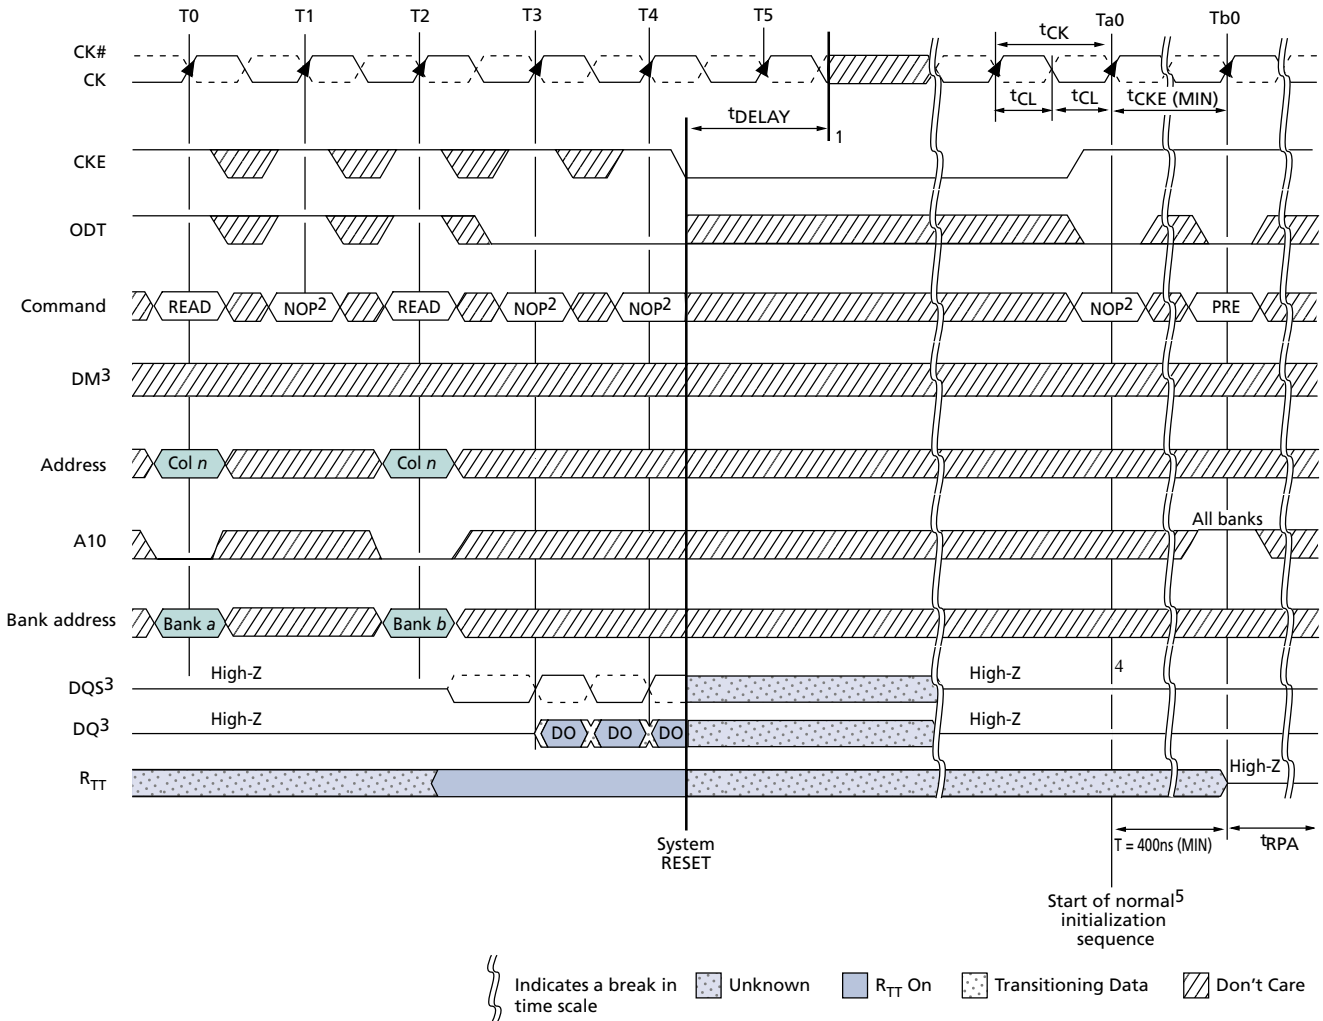 T0 T1 T2 T3 T4 T5 Ta0 Tb0
CK#
CK
tCK
tCL tCL tCKE (MIN)
tDELAY
1
CKE
ODT
Command READ NOP2 READ NOP2 NOP2 NOP2 PRE
DM3
Address Col n Col n
All banks
A10
Bank address Bank a Bank b
High-Z High-Z 4
DQS3
High-Z High-Z
DQ3 DO DO DO
High-Z
RTT
System
RESET
T = 400ns (MIN) tRPA
Start of normal5
initialization
sequence
Indicates a break in
time scale
Unknown
RTT On
Transitioning Data
Don't Care